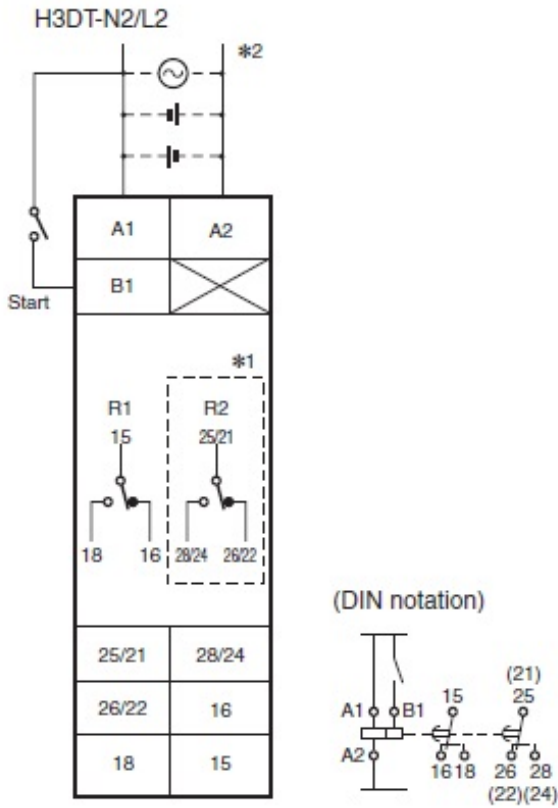 H3DT-N2/L2
*2
A1 A2
B1
Start
*1
R1 R2
15 25/21
18 16 28/24 26/22
25/21 28/24
26/22 16
18 15
(DIN notation)
(21)
15 25
A1 B1
A2
16 18 26 28
(22)(24)